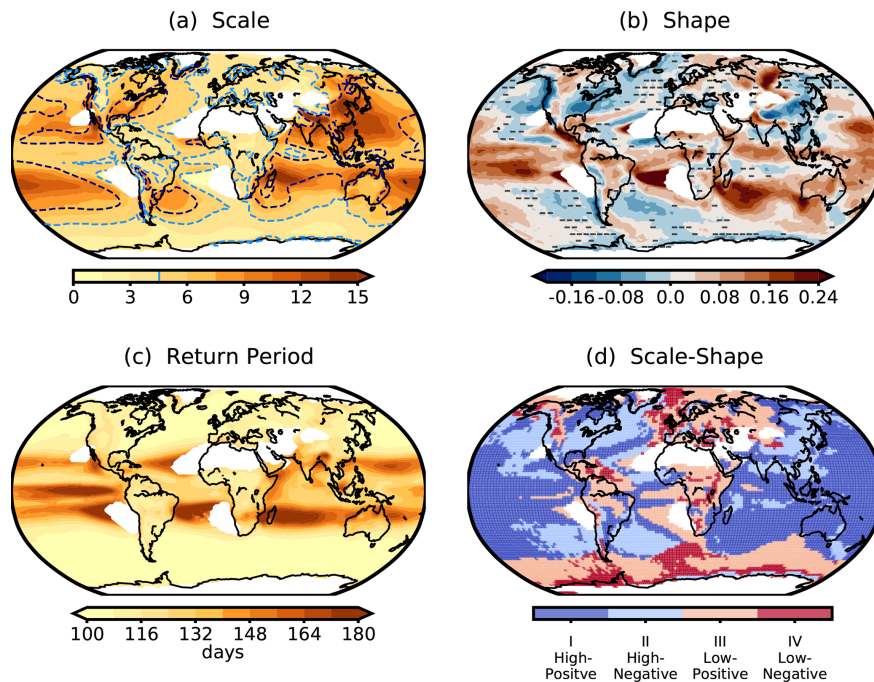 (a) Scale
(b) Shape
0 3 6 9 12 15
-0.16 -0.08 0.0 0.08 0.16 0.24
(c) Return Period
(d) Scale-Shape
100 116 132 148 164 180
days
I II III IV
High- High- Low- Low-
Positve Negative Positive Negative